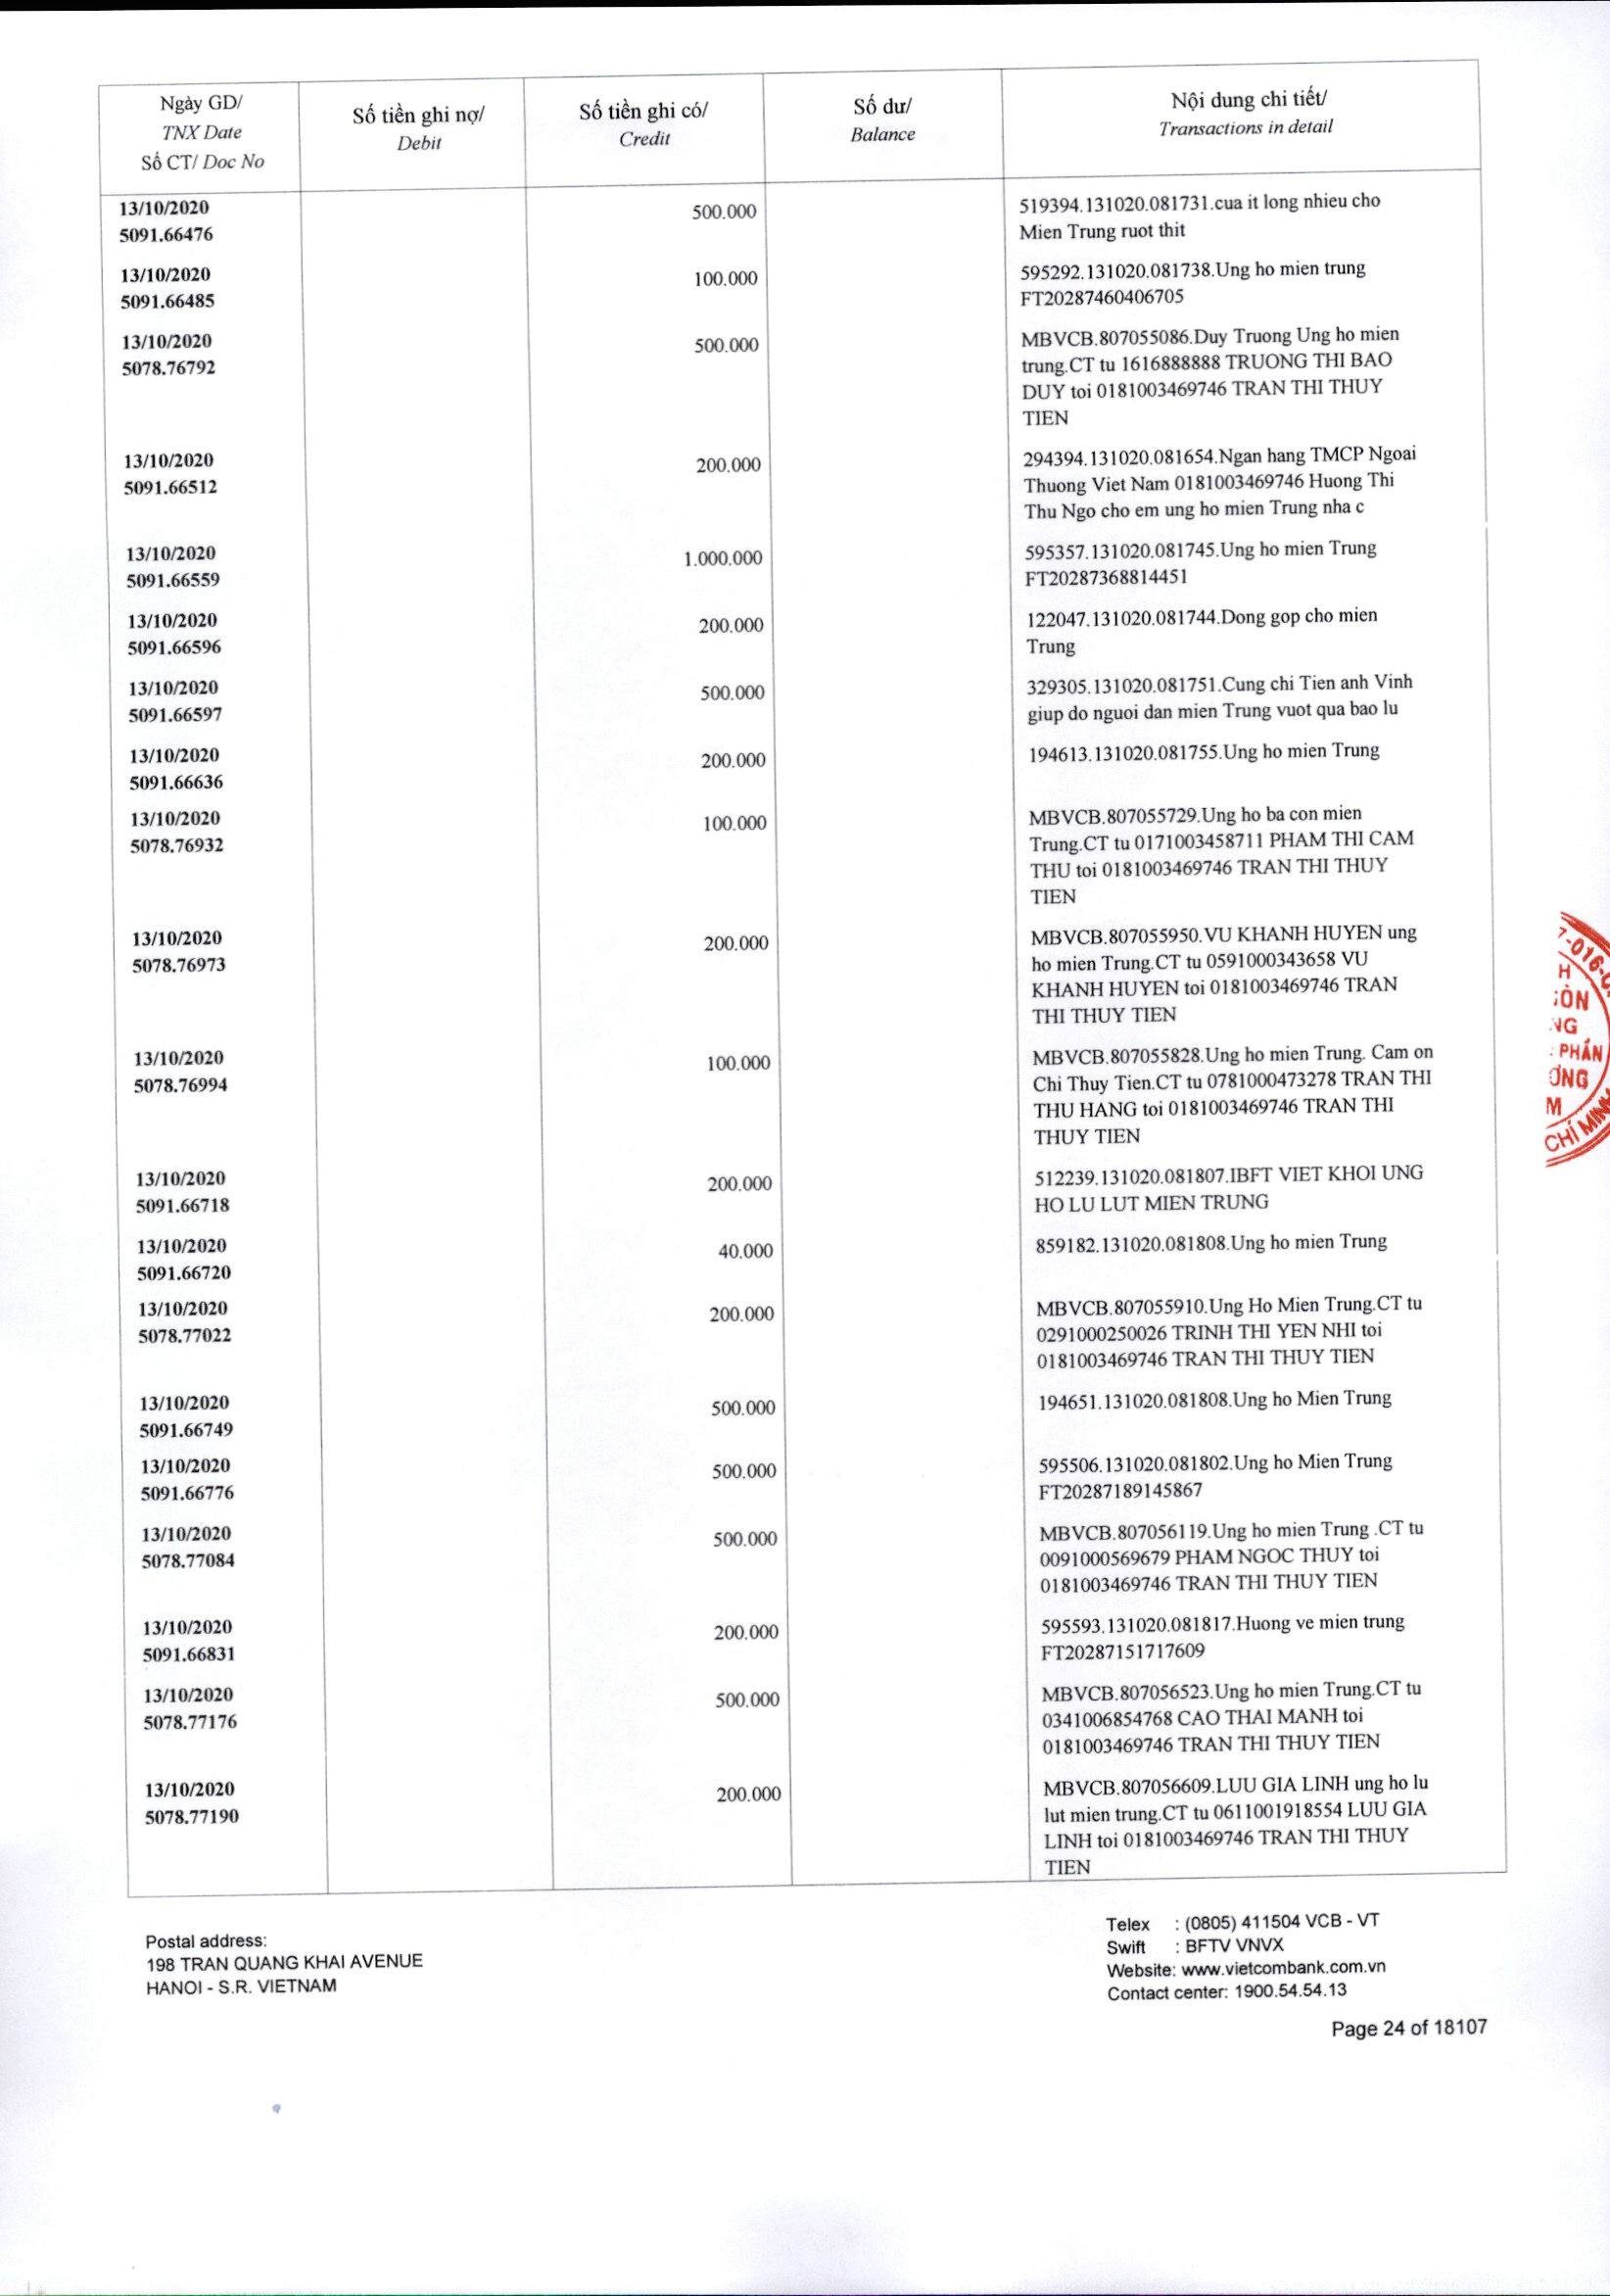 Ngày GD/
TNX Date
Số CT/ Doc No
Số tiền ghi nợ/
Debit
Số tiền ghi có/
Credit
Số dư/
Balance
Nội dung chi tiết/
Transactions in detail
13/10/2020 500.000 519394.131020.081731.cua it long nhieu cho
5091.66476 Mien Trung ruot thit
13/10/2020 100.000 595292.131020.081738.Ung ho mien trung
5091.66485 FT20287460406705
13/10/2020 500.000 MBVCB.807055086.Duy Truong Ung ho mien
5078.76792 trung.CT tu 1616888888 TRUONG THI BAO
DUY toi 0181003469746 TRAN THI THUY
TIEN
13/10/2020 200.000 294394.131020.081654.Ngan hang TMCP Ngoai
5091.66512 Thuong Viet Nam 0181003469746 Huong Thi
Thu Ngo cho em ung ho mien Trung nha c
13/10/2020 1.000.000 595357.131020.081745.Ung ho mien Trung
5091.66559 FT20287368814451
13/10/2020 200.000 122047.131020.081744.Dong gop cho mien
5091.66596 Trung
13/10/2020 500.000 329305.131020.081751.Cung chi Tien anh Vinh
5091.66597 giup do nguoi dan mien Trung vuot qua bao lu
13/10/2020 200.000 194613.131020.081755.Ung ho mien Trung
5091.66636
13/10/2020 100.000 MBVCB.807055729.Ung ho ba con mien
5078.76932 Trung.CT tu 0171003458711 PHAM THI CAM
THU toi 0181003469746 TRAN THI THUY
TIEN
13/10/2020 200.000 MBVCB.807055950.VU KHANH HUYEN ung
5078.76973 ho mien Trung.CT tu 0591000343658 VU
KHANH HUYEN toi 0181003469746 TRAN
THI THUY TIEN
13/10/2020 100.000 MBVCB.807055828.Ung ho mien Trung. Cam on
5078.76994 Chi Thuy Tien.CT tu 0781000473278 TRAN THI
THU HANG toi 0181003469746 TRAN THI
THUY TIEN
13/10/2020 200.000 512239.131020.081807.IBFT VIET KHOI UNG
5091.66718 HO LU LUT MIEN TRUNG
13/10/2020 40.000 859182.131020.081808.Ung ho mien Trung
5091.66720
13/10/2020 200.000 MBVCB.807055910.Ung Ho Mien Trung.CT tu
5078.77022 0291000250026 TRINH THI YEN NHI toi
0181003469746 TRAN THI THUY TIEN
13/10/2020 500.000 194651.131020.081808.Ung ho Mien Trung
5091.66749
13/10/2020 500.000 595506.131020.081802.Ung ho Mien Trung
5091.66776 FT20287189145867
13/10/2020 500.000 MBVCB.807056119.Ung ho mien Trung .CT tu
5078.77084 0091000569679 PHAM NGOC THUY toi
0181003469746 TRAN THI THUY TIEN
13/10/2020 200.000 595593.131020.081817.Huong ve mien trung
5091.66831 FT20287151717609
13/10/2020 500.000 MBVCB.807056523.Ung ho mien Trung.CT tu
5078.77176 0341006854768 CAO THAI MANH toi
0181003469746 TRAN THI THUY TIEN
13/10/2020 200.000 MBVCB.807056609.LUU GIA LINH ung ho lu
5078.77190 lut mien trung.CT tu 0611001918554 LUU GIA
LINH toi 0181003469746 TRAN THI THUY
TIEN
PHẦN
CHÍ MINH
Postal address:
198 TRAN QUANG KHAI AVENUE
HANOI - S.R. VIETNAM
Telex : (0805) 411504 VCB - VT
Swift : BFTV VNVX
Website: www.vietcombank.com.vn
Contact center: 1900.54.54.13
Page 24 of 18107